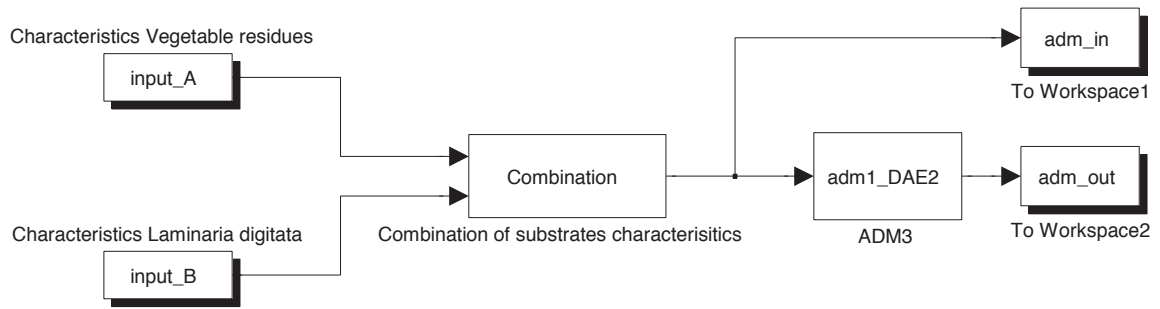 Characteristics Vegetable residues
input_A
Characteristics Laminaria digitata
input_B
Combination
Combination of substrates characterisitics
adm_in
To Workspace1
adm1_DAE2
ADM3
adm_out
To Workspace2